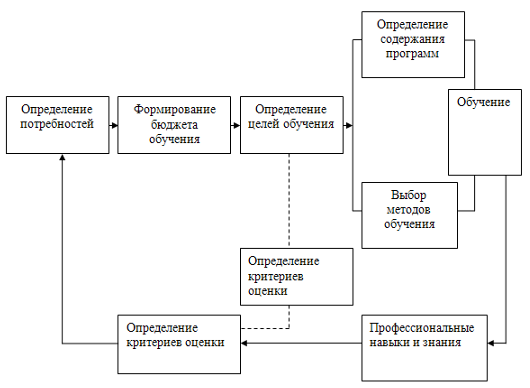 Определение
содержания
программ
Определение
потребностей
Формирование
бюджета
обучения
Определение
целей обучения
Обучение
Выбор
методов
обучения
Определение
критериев
оценки
Определение
критериев оценки
Профессиональные
навыки и знания